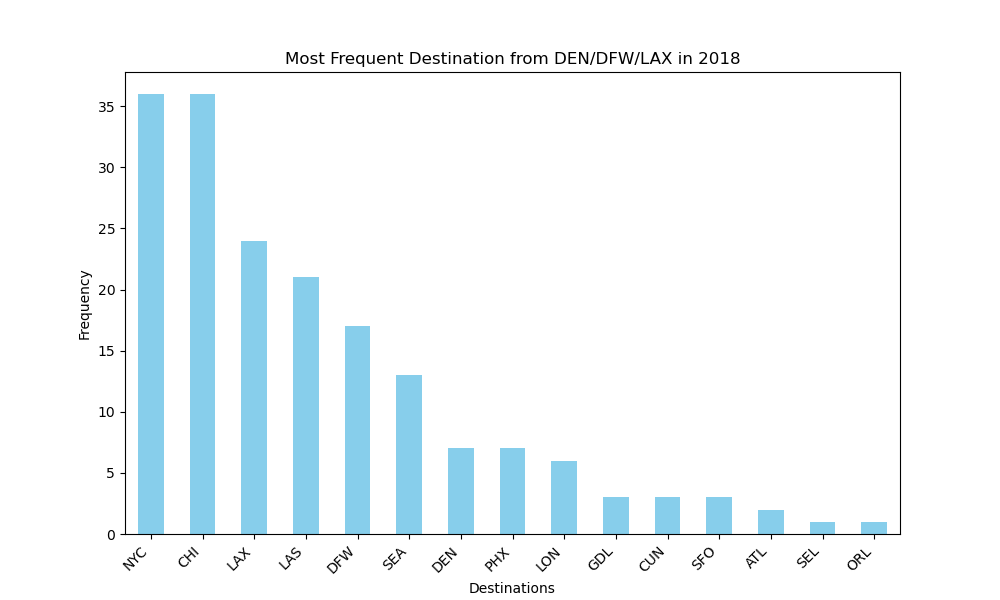 Most Frequent Destination from DEN/DFW/LAX in 2018
35
30
25
20
15
10
5
0
Frequency
NYC
CHI
LAX
LAS
DFW
SEA
DEN
PHX
LON
GDL
CUN
SFO
ATL
SEL
ORL
Destinations